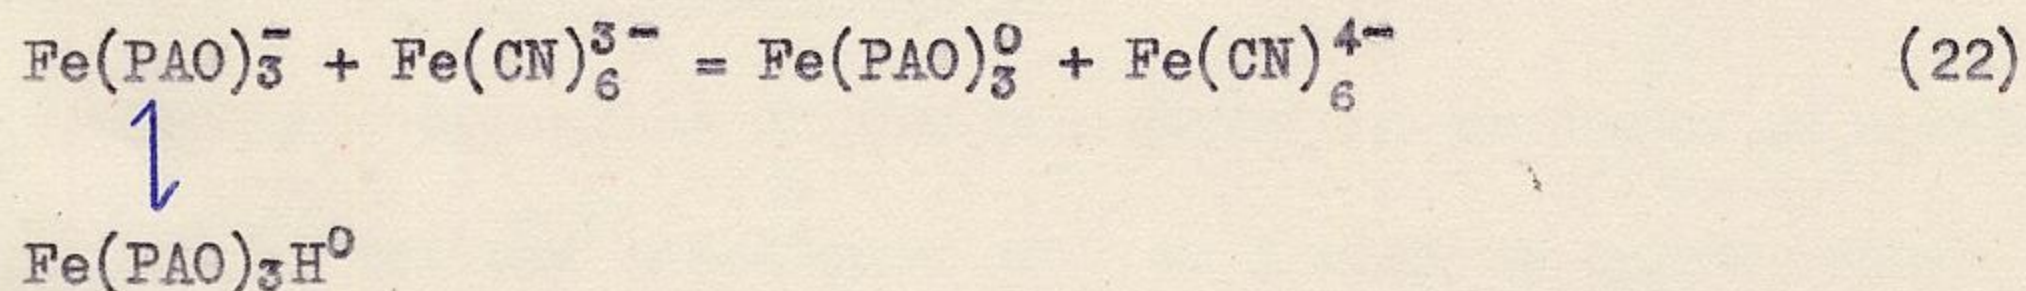 Fe(PAO)₃⁻ + Fe(CN)₆³⁻ = Fe(PAO)₃⁰ + Fe(CN)₆⁴⁻ (22)
Fe(PAO)₃H⁰